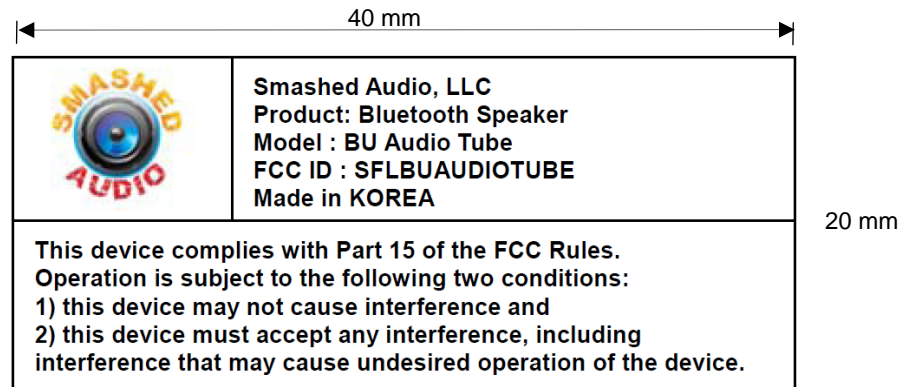 40 mm
SMASHED
AUDIO
Smashed Audio, LLC
Product: Bluetooth Speaker
Model : BU Audio Tube
FCC ID : SFLBUAUDIOTUBE
Made in KOREA
20 mm
This device complies with Part 15 of the FCC Rules.
Operation is subject to the following two conditions:
1) this device may not cause interference and
2) this device must accept any interference, including
interference that may cause undesired operation of the device.